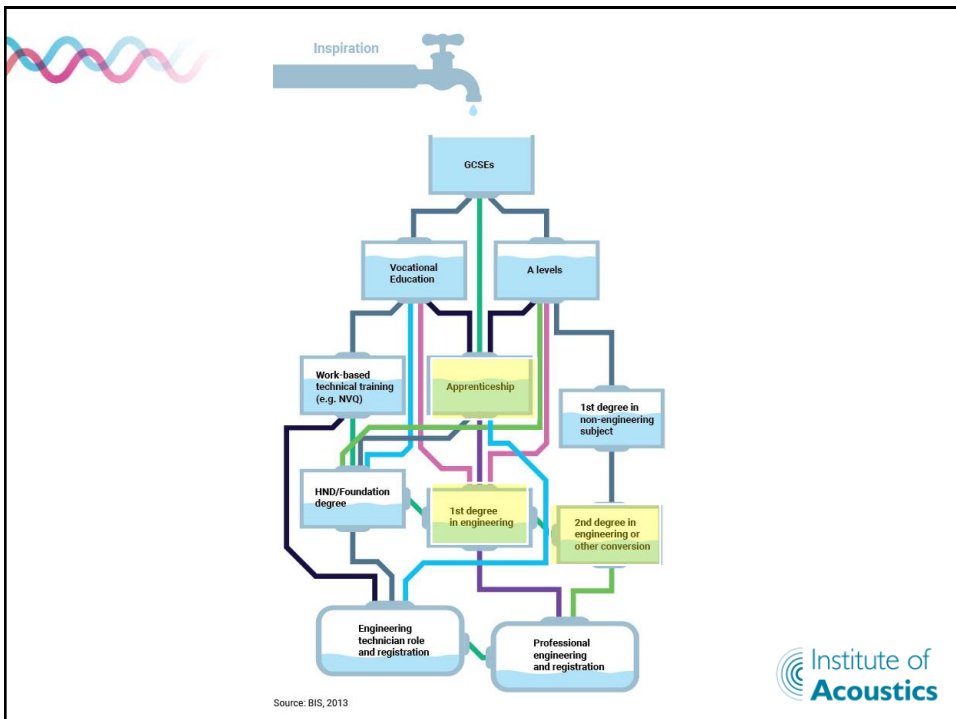 Inspiration
GCSEs
Vocational
Education
A levels
Work-based
technical training
(e.g. NVQ)
Apprenticeship
1st degree in
non-engineering
subject
HND/Foundation
degree
1st degree
in engineering
2nd degree in
engineering or
other conversion
Engineering
technician role
and registration
Professional
engineering
and registration
Source: BIS, 2013
Institute of
Acoustics